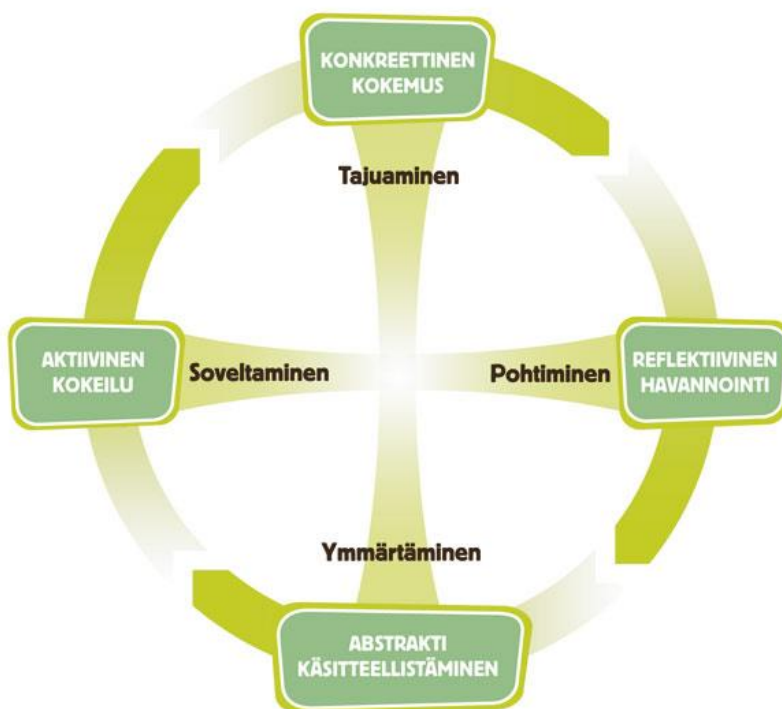 KONKREETTINEN
KOKEMUS
Tajuaminen
AKTIIVINEN
KOKEILU
Soveltaminen
Pohtiminen
REFLEKTIIVINEN
HAVANNOINTI
Ymmärtäminen
ABSTRAKTI
KÄSITTEELLISTÄMINEN